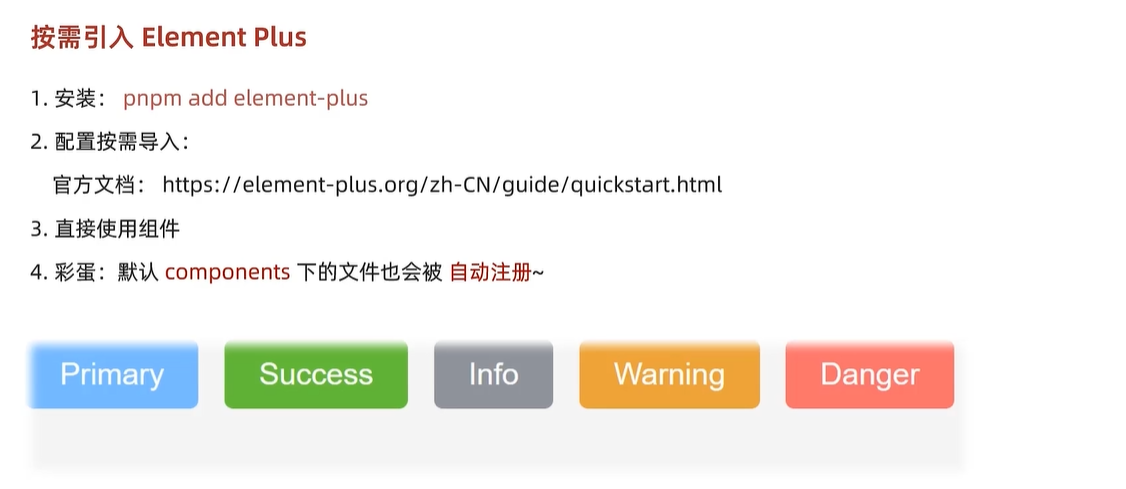 按需引入 Element Plus
1. 安装： pnpm add element-plus
2. 配置按需导入：
官方文档： https://element-plus.org/zh-CN/guide/quickstart.html
3. 直接使用组件
4. 彩蛋：默认 components 下的文件也会被 自动注册~
Primary Success Info Warning Danger